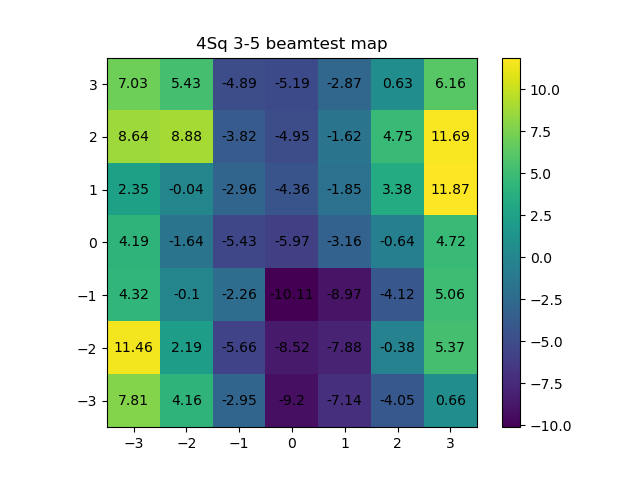 4Sq 3-5 beamtest map
3 7.03 5.43 -4.89 -5.19 -2.87 0.63 6.16
2 8.64 8.88 -3.82 -4.95 -1.62 4.75 11.69
1 2.35 -0.04 -2.96 -4.36 -1.85 3.38 11.87
0 4.19 -1.64 -5.43 -5.97 -3.16 -0.64 4.72
−1 4.32 -0.1 -2.26 -10.11 -8.97 -4.12 5.06
−2 11.46 2.19 -5.66 -8.52 -7.88 -0.38 5.37
−3 7.81 4.16 -2.95 -9.2 -7.14 -4.05 0.66
−3 −2 −1 0 1 2 3
10.0
7.5
5.0
2.5
0.0
−2.5
−5.0
−7.5
−10.0